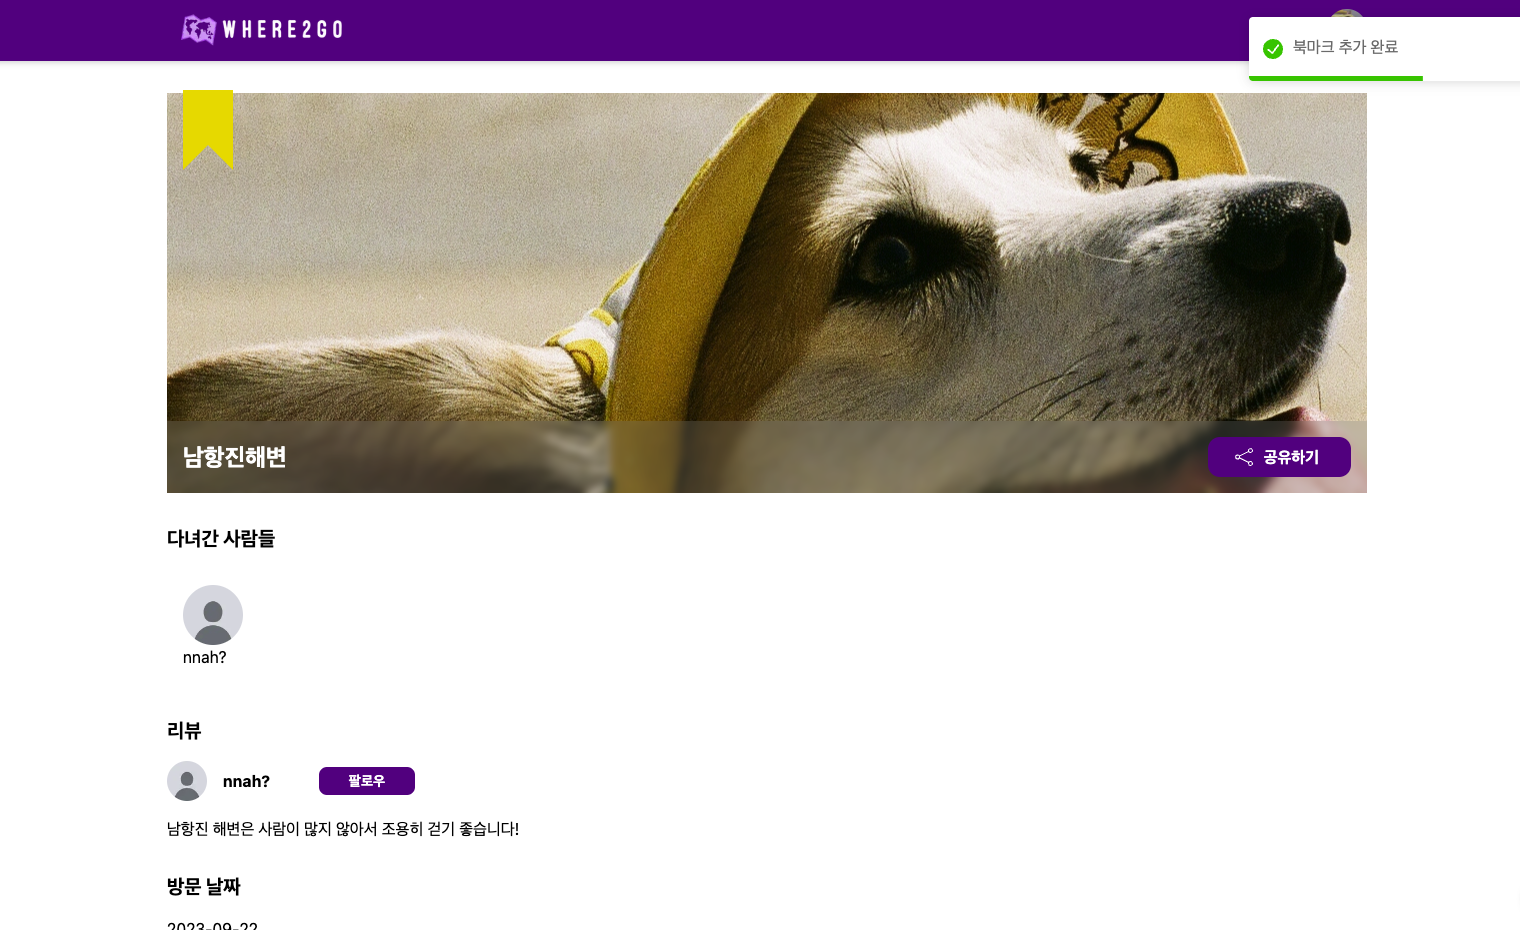 WHERE2GO
북마크 추가 완료
남항진해변
공유하기
다녀간 사람들
nnah?
리뷰
nnah?
팔로우
남항진 해변은 사람이 많지 않아서 조용히 걷기 좋습니다!
방문 날짜
2023-09-22